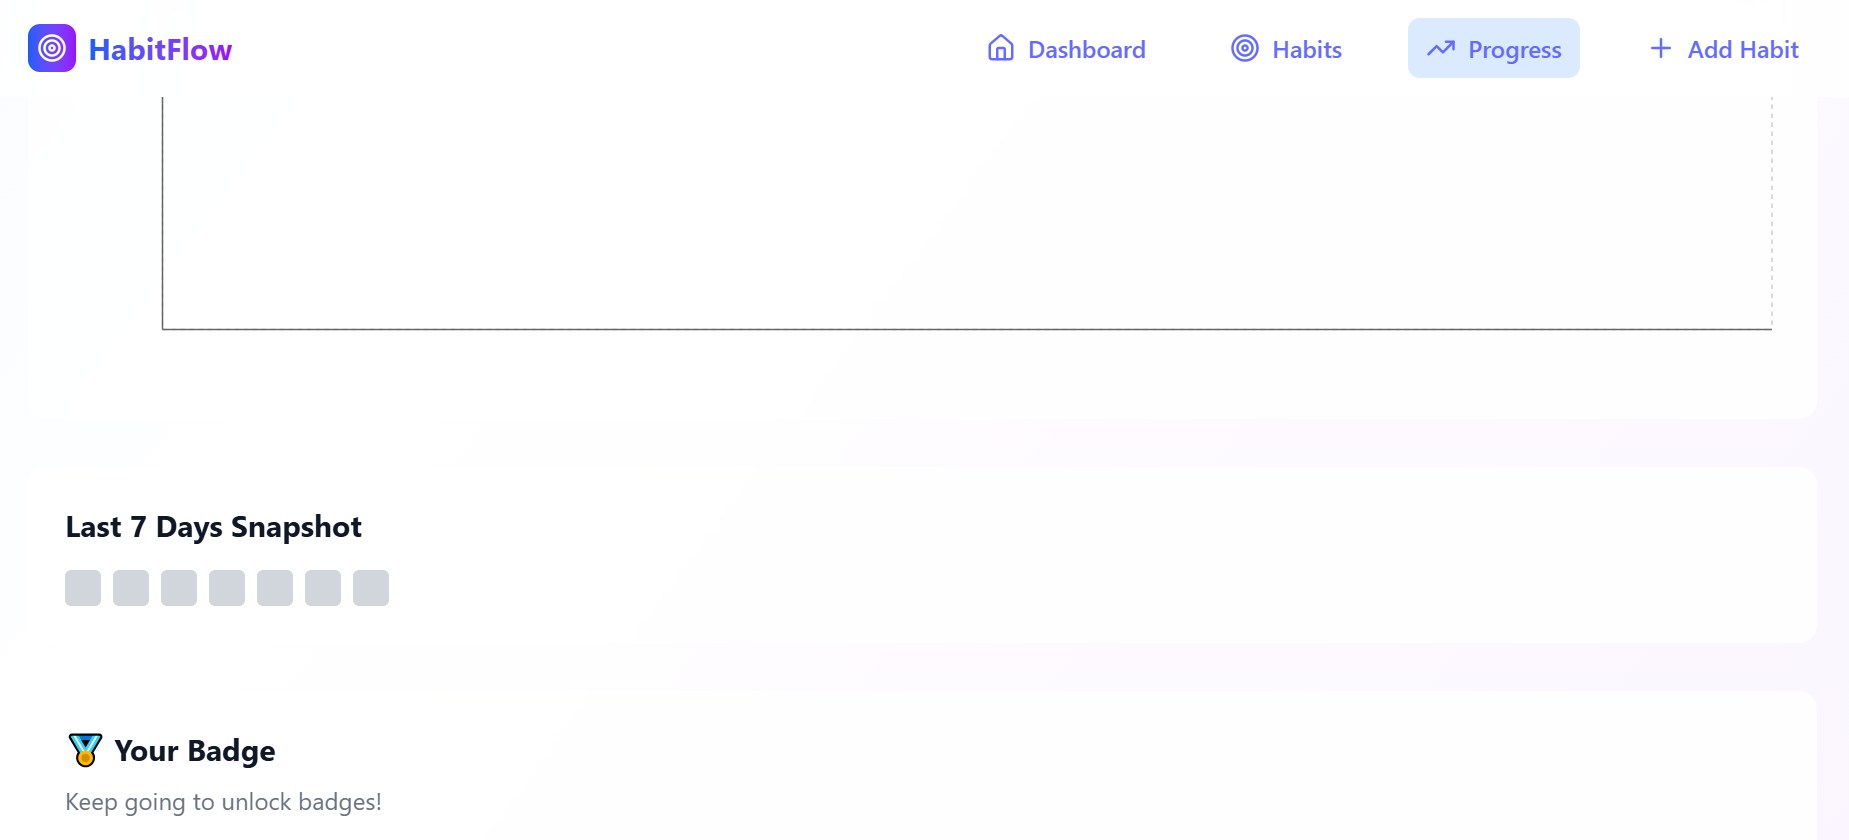 HabitFlow
Dashboard
Habits
Progress
Add Habit
Last 7 Days Snapshot
Your Badge
Keep going to unlock badges!